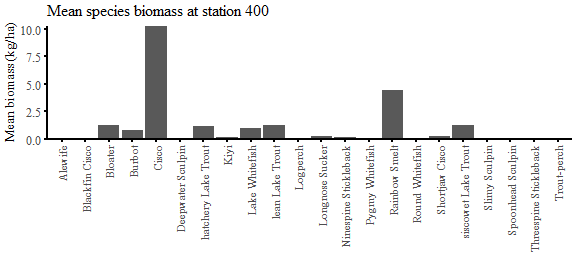 Mean species biomass at station 400
Mean biomass (kg/ha)
10.0
7.5
5.0
2.5
0.0
Alewife
Blackfin Cisco
Bloater
Burbot
Cisco
Deepwater Sculpin
hatchery Lake Trout
Kiyi
Lake Whitefish
lean Lake Trout
Logperch
Longnose Sucker
Ninespine Stickleback
Pygmy Whitefish
Rainbow Smelt
Round Whitefish
Shortjaw Cisco
siscowet Lake Trout
Slimy Sculpin
Spoonhead Sculpin
Threespine Stickleback
Trout-perch